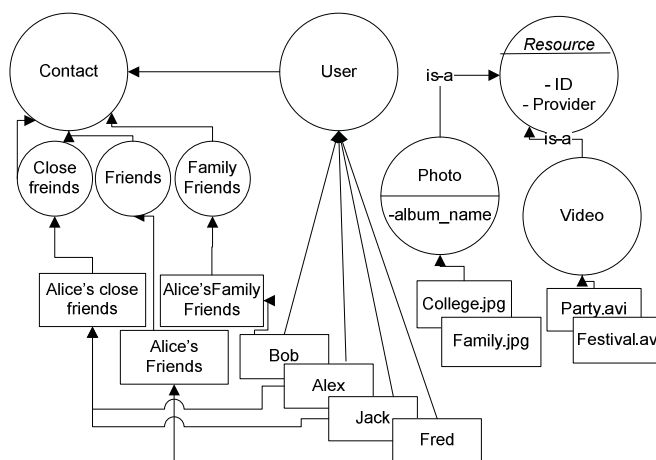 Contact
User
Resource
- ID
- Provider
is-a
is-a
Close
freinds
Friends
Family
Friends
Photo
-album_name
Video
Alice's close
friends
Alice'sFamily
Friends
Alice's
Friends
College.jpg
Family.jpg
Party.avi
Festival.av
Bob
Alex
Jack
Fred